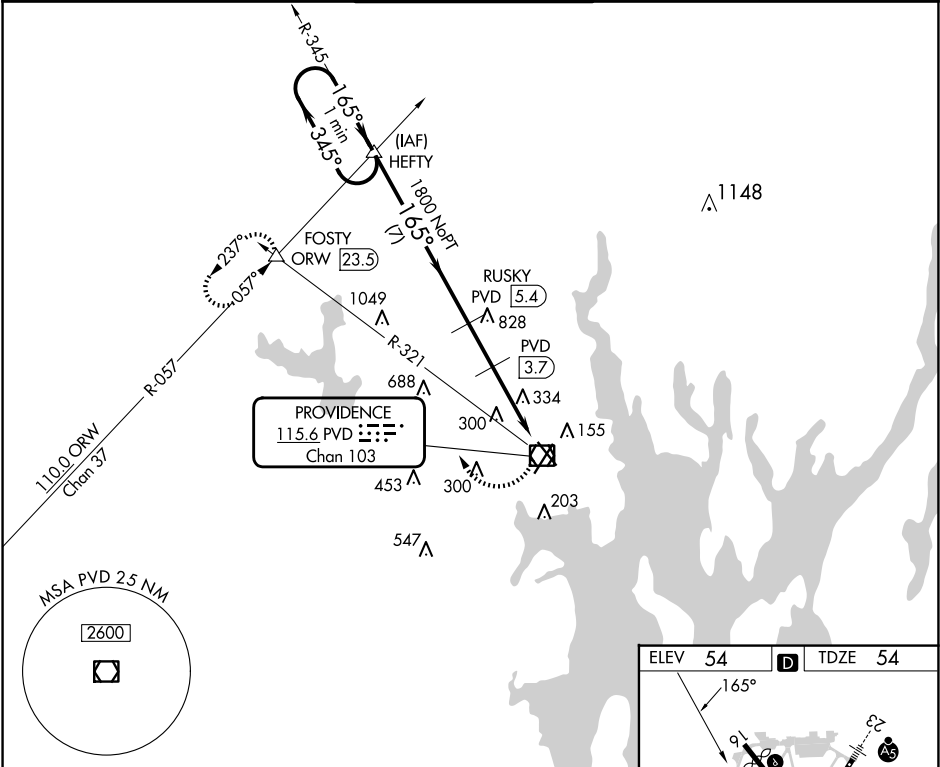 R-345
165°
1 min
345°
(IAF)
HEFTY
1148
1800 NoPT
165°
(7)
FOSTY
ORW 23.5
237°
057°
RUSKY
PVD 5.4
828
1049
R-321
PVD
3.7
R-057
688
334
PROVIDENCE
115.6 PVD
Chan 103
300
155
110.0 ORW
Chan 37
453
300
203
547
MSA PVD 25 NM
2600
ELEV 54
D
TDZE 54
165°
16
23
A5